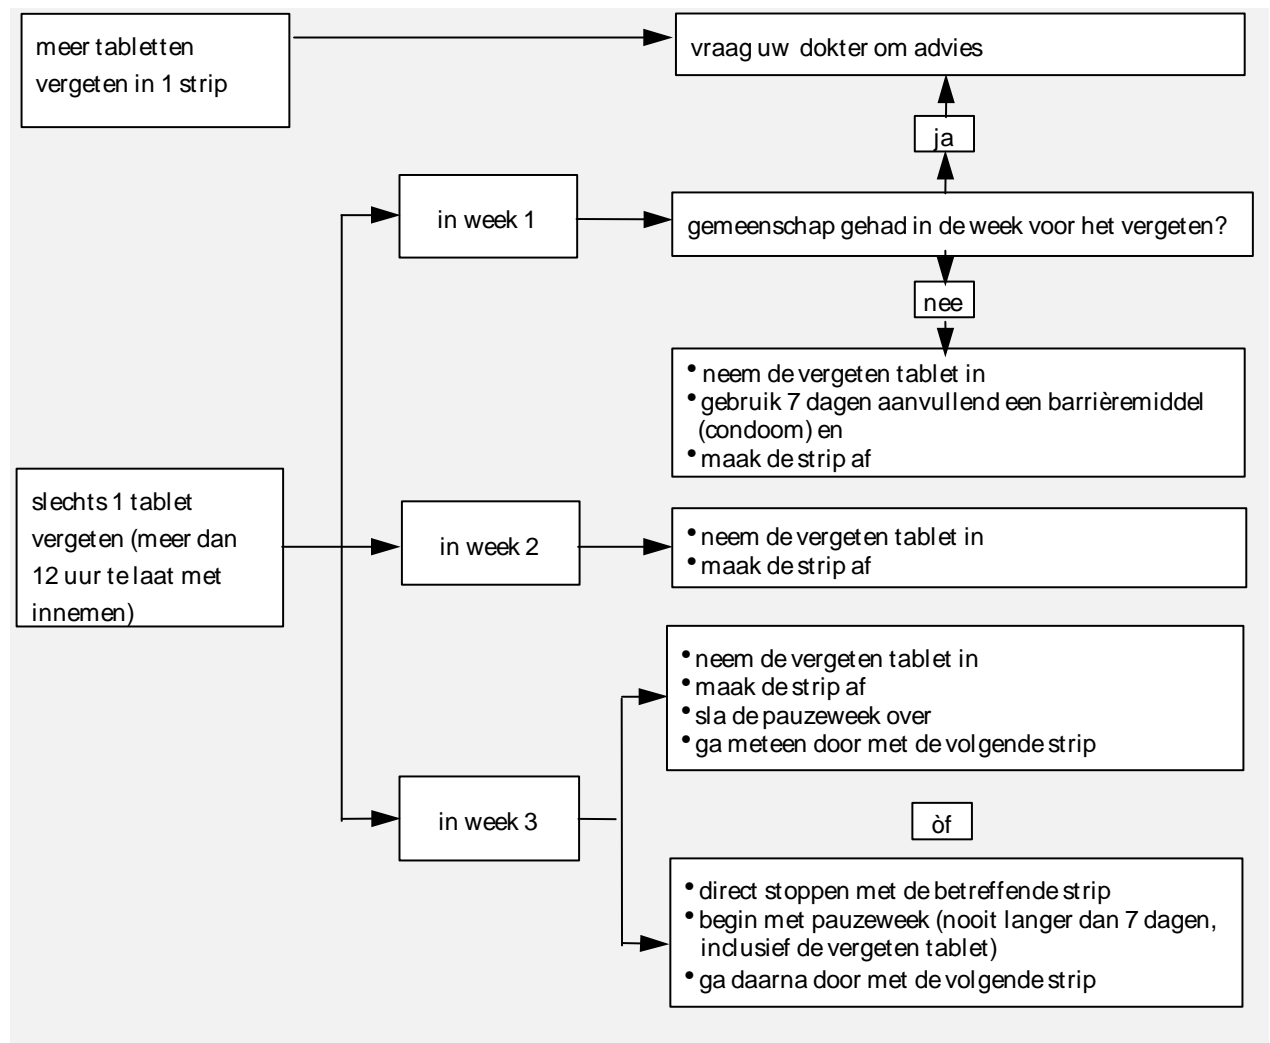 meer tabletten
vergeten in 1 strip
vraag uw dokter om advies
ja
in week 1
gemeenschap gehad in de week voor het vergeten?
nee
• neem de vergeten tablet in
• gebruik 7 dagen aanvullend een barrièremiddel
(condoom) en
• maak de strip af
slechts 1 tablet
vergeten (meer dan
12 uur te laat met
innemen)
in week 2
• neem de vergeten tablet in
• maak de strip af
in week 3
• neem de vergeten tablet in
• maak de strip af
• sla de pauzeweek over
• ga meteen door met de volgende strip
òf
• direct stoppen met de betreffende strip
• begin met pauzeweek (nooit langer dan 7 dagen,
inclusief de vergeten tablet)
• ga daarna door met de volgende strip